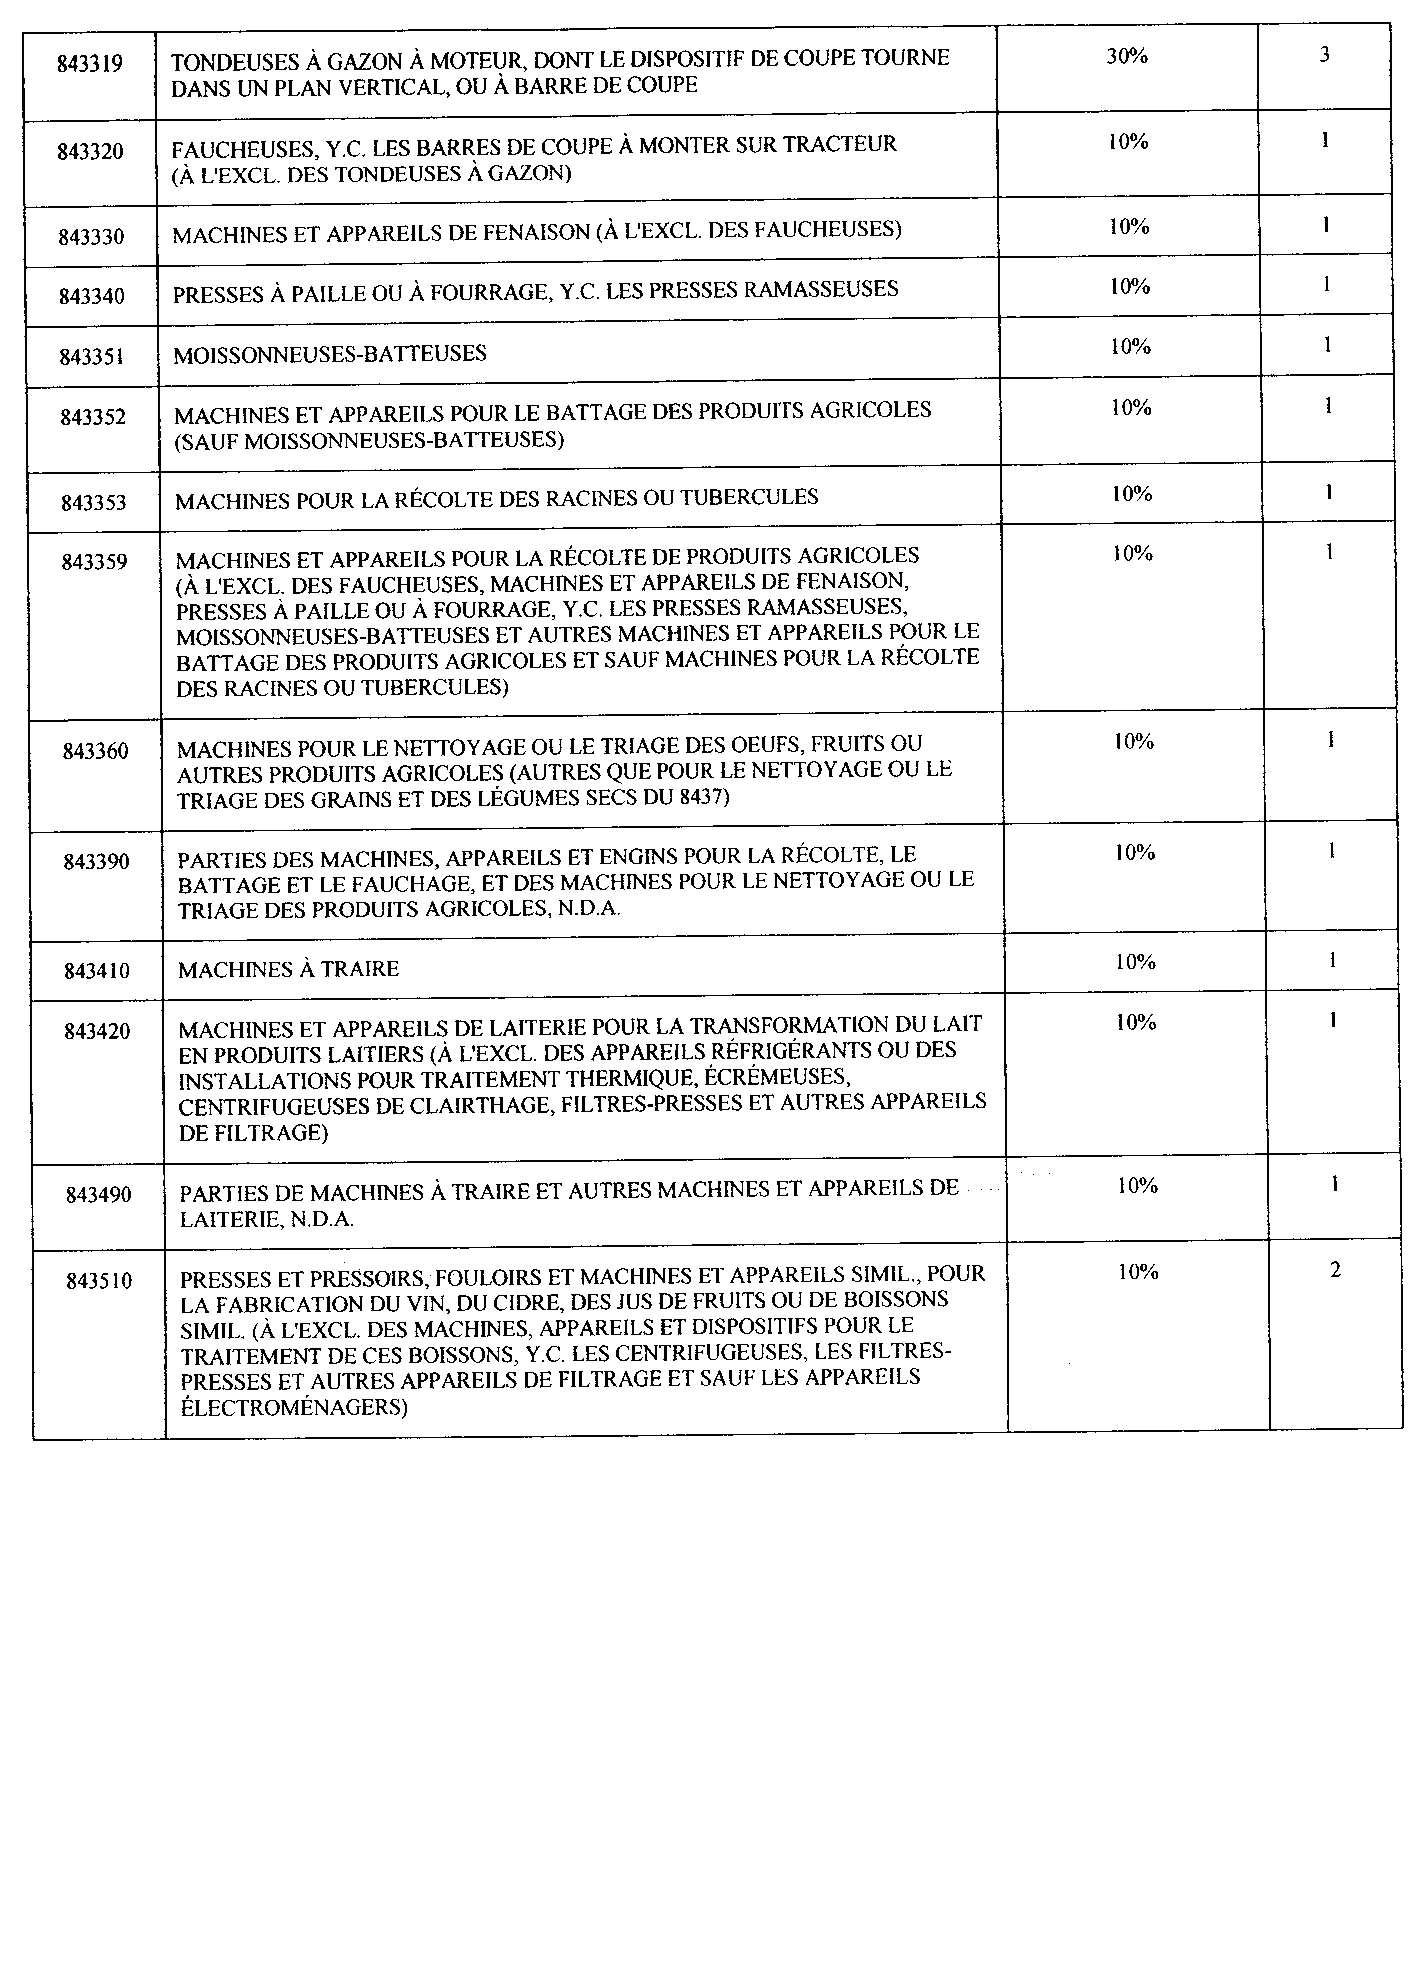 843319 TONDEUSES À GAZON À MOTEUR, DONT LE DISPOSITIF DE COUPE TOURNE 30% 3
DANS UN PLAN VERTICAL, OU À BARRE DE COUPE
843320 FAUCHEUSES, Y.C. LES BARRES DE COUPE À MONTER SUR TRACTEUR 10% 1
(À L'EXCL. DES TONDEUSES À GAZON)
843330 MACHINES ET APPAREILS DE FENAISON (À L'EXCL. DES FAUCHEUSES) 10% 1
843340 PRESSES À PAILLE OU À FOURRAGE, Y.C. LES PRESSES RAMASSEUSES 10% 1
843351 MOISSONNEUSES-BATTEUSES 10% 1
843352 MACHINES ET APPAREILS POUR LE BATTAGE DES PRODUITS AGRICOLES 10% 1
(SAUF MOISSONNEUSES-BATTEUSES)
843353 MACHINES POUR LA RÉCOLTE DES RACINES OU TUBERCULES 10% 1
843359 MACHINES ET APPAREILS POUR LA RÉCOLTE DE PRODUITS AGRICOLES 10% 1
(À L'EXCL. DES FAUCHEUSES, MACHINES ET APPAREILS DE FENAISON,
PRESSES À PAILLE OU À FOURRAGE, Y.C. LES PRESSES RAMASSEUSES,
MOISSONNEUSES-BATTEUSES ET AUTRES MACHINES ET APPAREILS POUR LE
BATTAGE DES PRODUITS AGRICOLES ET SAUF MACHINES POUR LA RÉCOLTE
DES RACINES OU TUBERCULES)
843360 MACHINES POUR LE NETTOYAGE OU LE TRIAGE DES OEUFS, FRUITS OU 10% 1
AUTRES PRODUITS AGRICOLES (AUTRES QUE POUR LE NETTOYAGE OU LE
TRIAGE DES GRAINS ET DES LÉGUMES SECS DU 8437)
843390 PARTIES DES MACHINES, APPAREILS ET ENGINS POUR LA RÉCOLTE, LE 10% 1
BATTAGE ET LE FAUCHAGE, ET DES MACHINES POUR LE NETTOYAGE OU LE
TRIAGE DES PRODUITS AGRICOLES, N.D.A.
843410 MACHINES À TRAIRE 10% 1
843420 MACHINES ET APPAREILS DE LAITERIE POUR LA TRANSFORMATION DU LAIT 10% 1
EN PRODUITS LAITIERS (À L'EXCL. DES APPAREILS RÉFRIGÉRANTS OU DES
INSTALLATIONS POUR TRAITEMENT THERMIQUE, ÉCRÉMEUSES,
CENTRIFUGEUSES DE CLAIRTHAGE, FILTRES-PRESSES ET AUTRES APPAREILS
DE FILTRAGE)
843490 PARTIES DE MACHINES À TRAIRE ET AUTRES MACHINES ET APPAREILS DE 10% 1
LAITERIE, N.D.A.
843510 PRESSES ET PRESSOIRS, FOULOIRS ET MACHINES ET APPAREILS SIMIL., POUR 10% 2
LA FABRICATION DU VIN, DU CIDRE, DES JUS DE FRUITS OU DE BOISSONS
SIMIL. (À L'EXCL. DES MACHINES, APPAREILS ET DISPOSITIFS POUR LE
TRAITEMENT DE CES BOISSONS, Y.C. LES CENTRIFUGEUSES, LES FILTRES-
PRESSES ET AUTRES APPAREILS DE FILTRAGE ET SAUF LES APPAREILS
ÉLECTROMÉNAGERS)